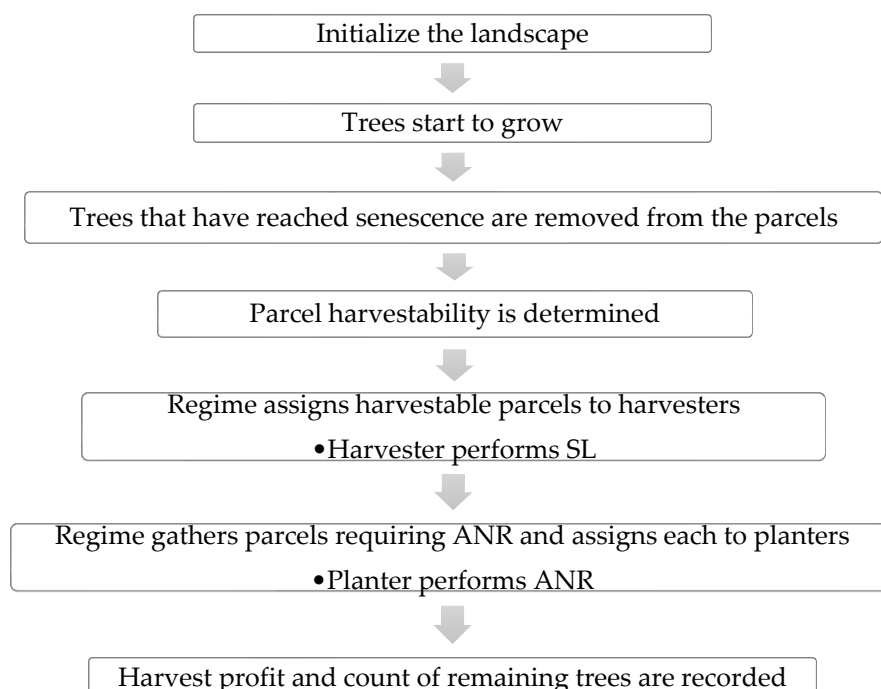 Initialize the landscape
Trees start to grow
Trees that have reached senescence are removed from the parcels
Parcel harvestability is determined
Regime assigns harvestable parcels to harvesters
•Harvester performs SL
Regime gathers parcels requiring ANR and assigns each to planters
•Planter performs ANR
Harvest profit and count of remaining trees are recorded